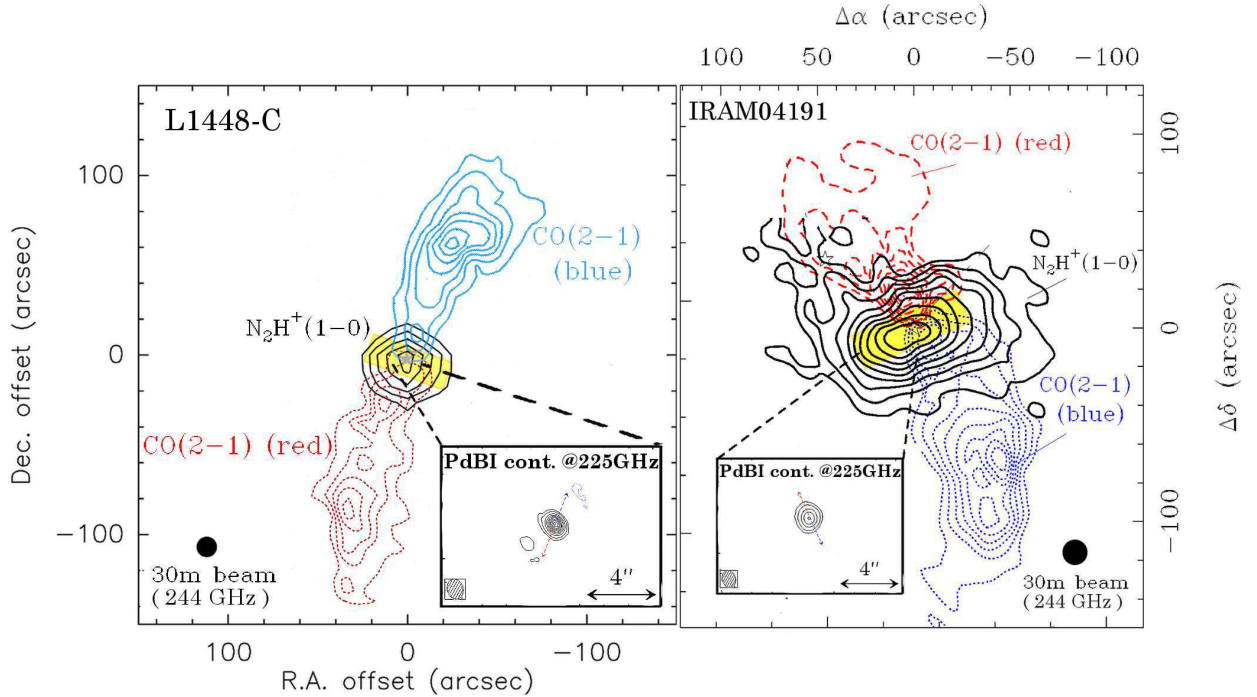 Δα (arcsec)
100 50 0 −50 −100
L1448-C
IRAM04191
100
CO(2−1) (red)
100
CO(2−1)
(blue)
N₂H⁺(1−0)
N₂H⁺(1−0)
Dec. offset (arcsec)
0
0
Δδ (arcsec)
CO(2−1)
(blue)
CO(2−1) (red)
PdBI cont. @225GHz
PdBI cont. @225GHz
−100
−100
4"
4"
30m beam
(244 GHz)
30m beam
(244 GHz)
100 0 −100
R.A. offset (arcsec)